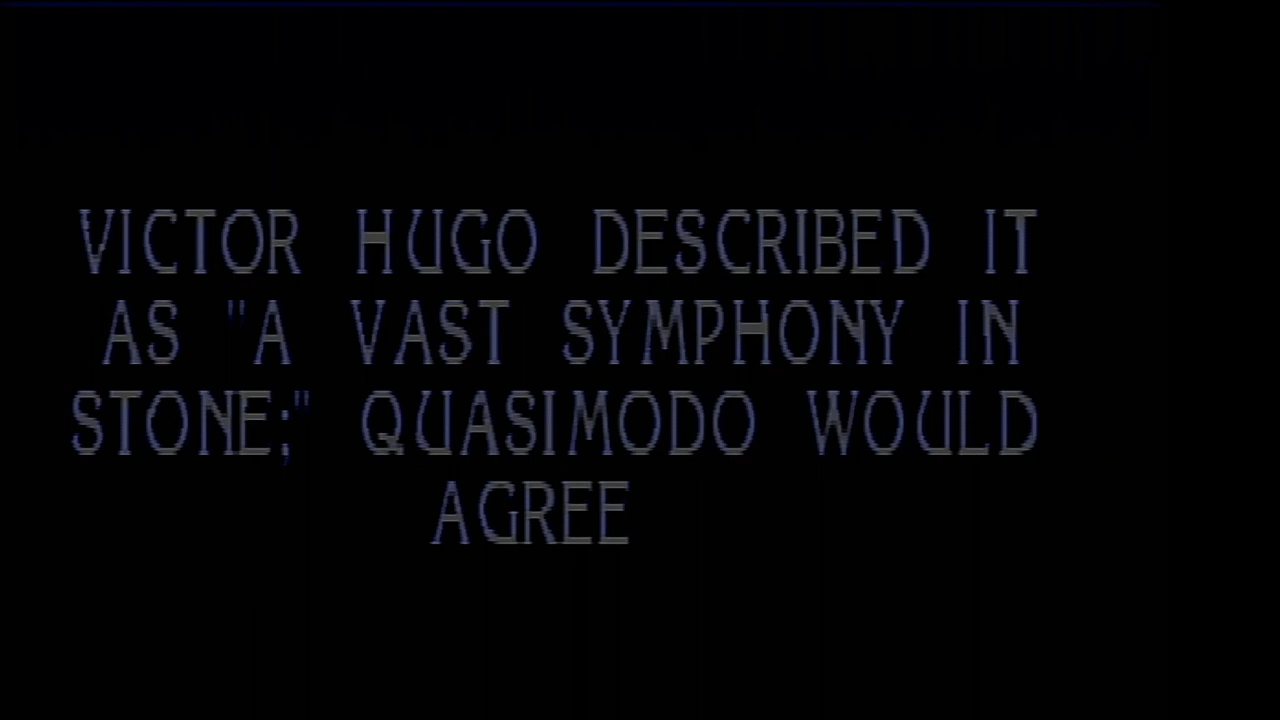 VICTOR HUGO DESCRIBED IT
AS "A VAST SYMPHONY IN
STONE;" QUASIMODO WOULD
AGREE